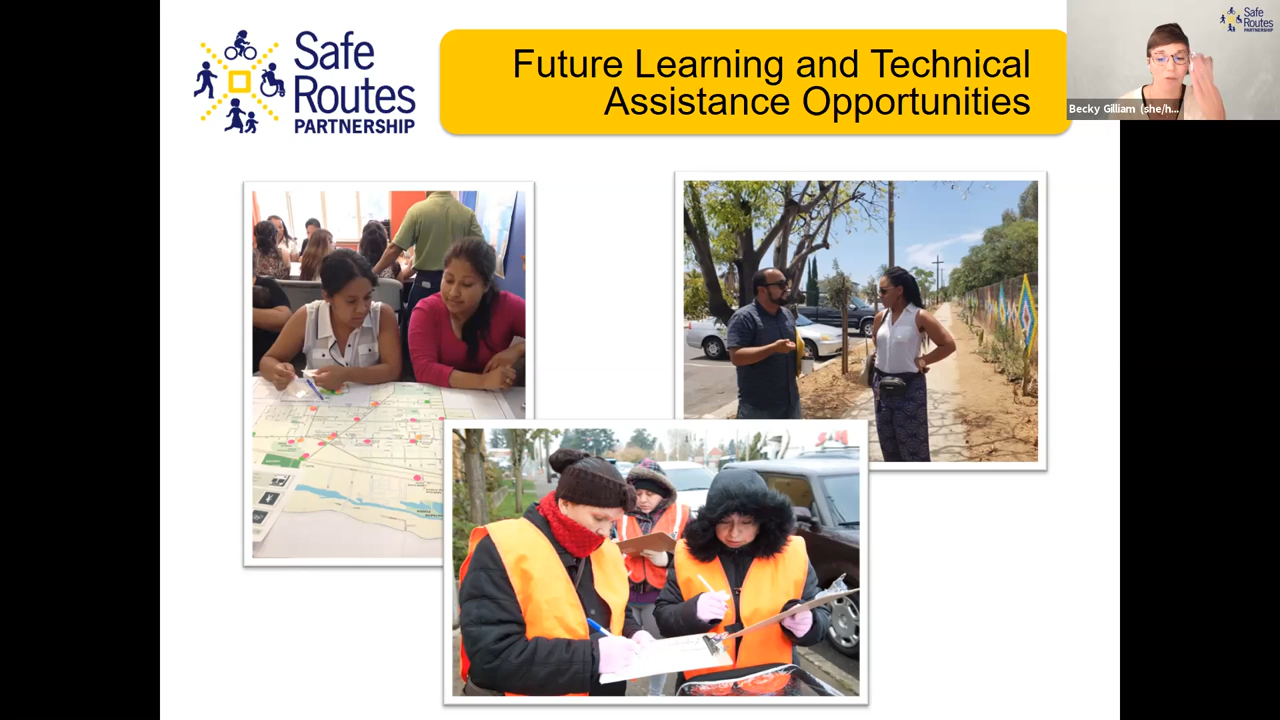 Safe
Routes
PARTNERSHIP
Future Learning and Technical
Assistance Opportunities
Safe
Routes
PARTNERSHIP
Becky Gilliam (she/h...